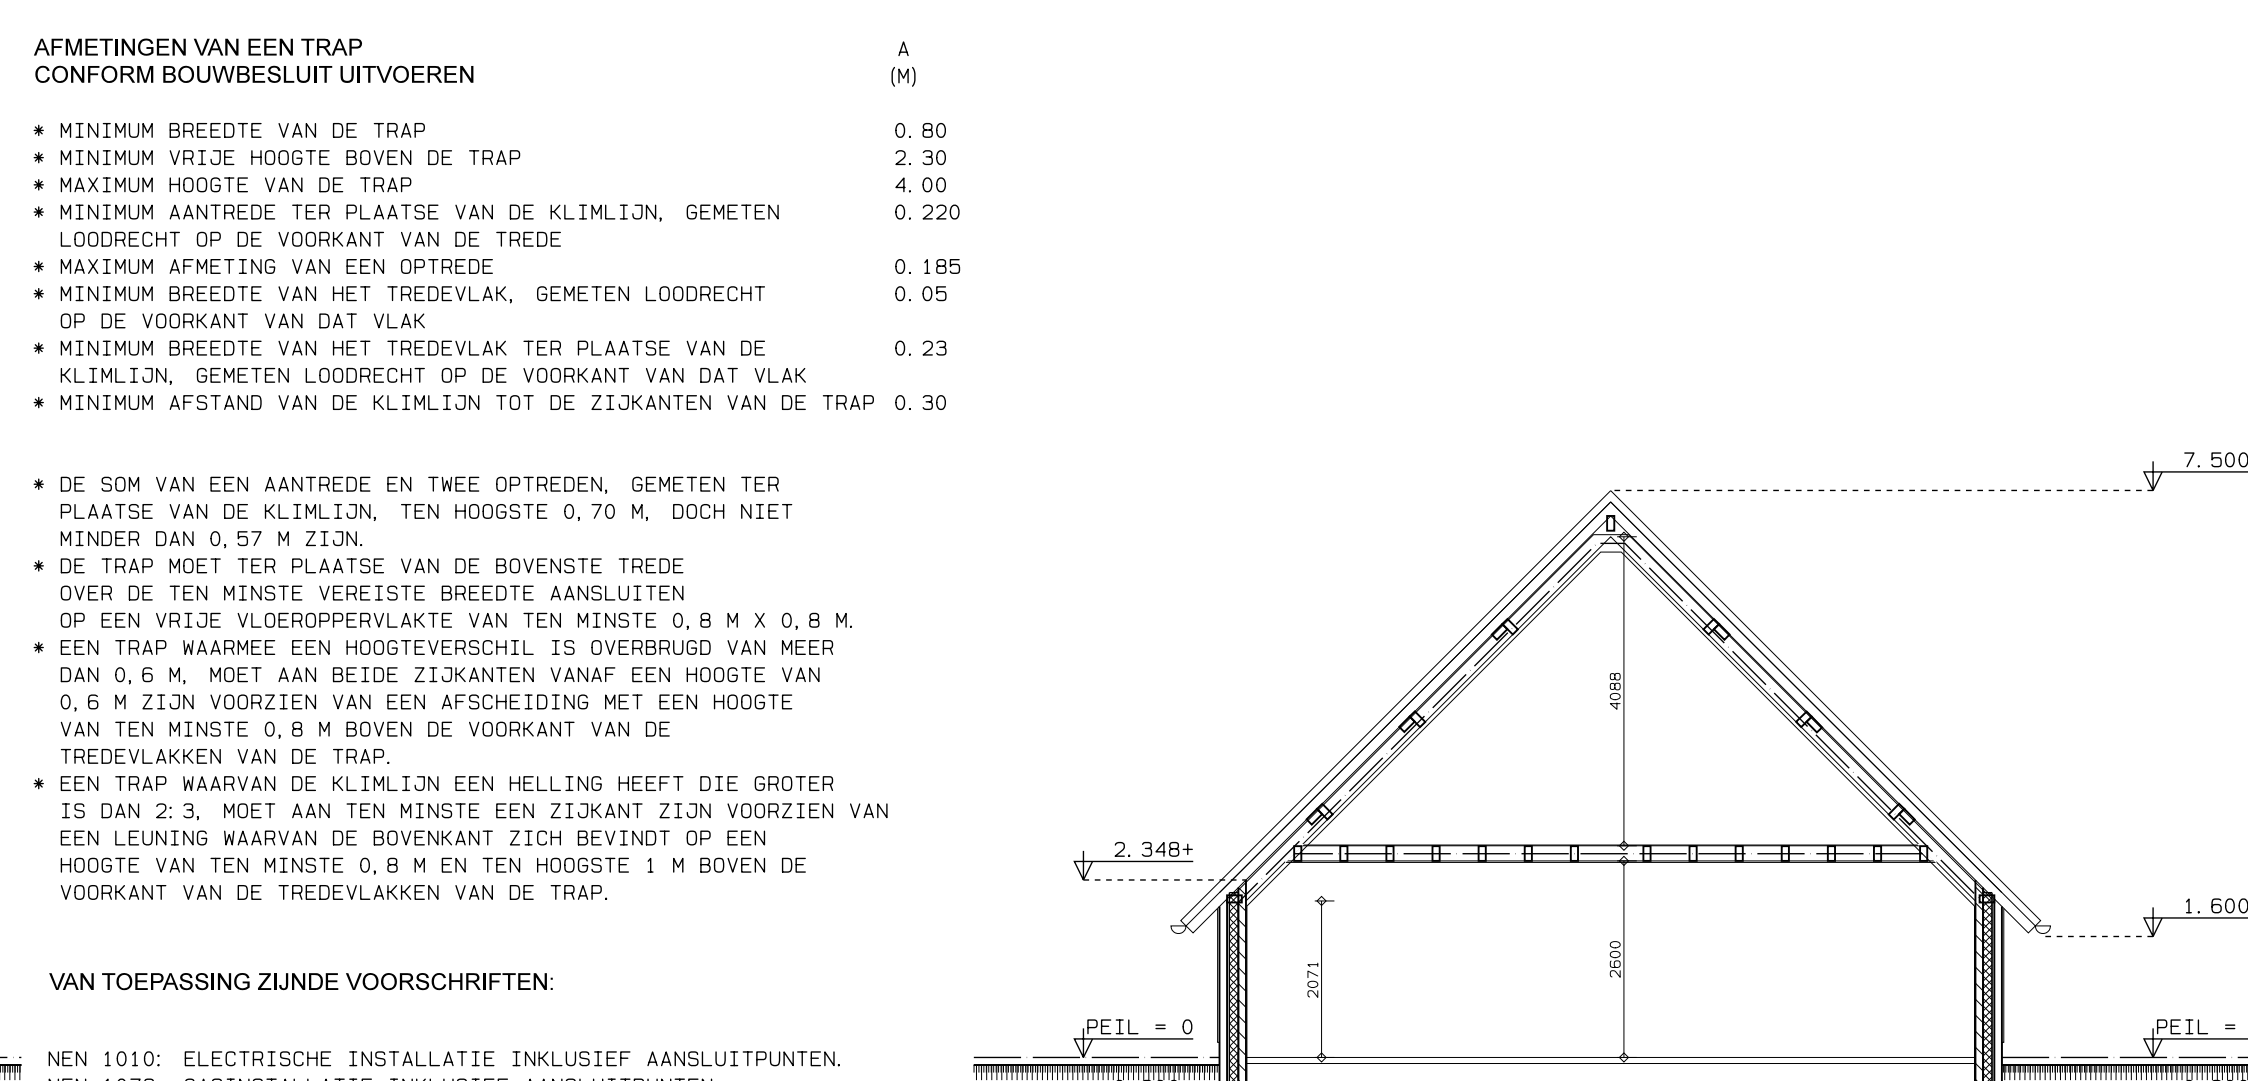 AFMETINGEN VAN EEN TRAP A
CONFORM BOUWBESLUIT UITVOEREN (M)
* MINIMUM BREEDTE VAN DE TRAP 0.80
* MINIMUM VRIJE HOOGTE BOVEN DE TRAP 2.30
* MAXIMUM HOOGTE VAN DE TRAP 4.00
* MINIMUM AANTREDE TER PLAATSE VAN DE KLIMLIJN, GEMETEN 0.220
LOODRECHT OP DE VOORKANT VAN DE TREDE
* MAXIMUM AFMETING VAN EEN OPTREDE 0.185
* MINIMUM BREEDTE VAN HET TREDEVLAK, GEMETEN LOODRECHT 0.05
OP DE VOORKANT VAN DAT VLAK
* MINIMUM BREEDTE VAN HET TREDEVLAK TER PLAATSE VAN DE 0.23
KLIMLIJN, GEMETEN LOODRECHT OP DE VOORKANT VAN DAT VLAK
* MINIMUM AFSTAND VAN DE KLIMLIJN TOT DE ZIJKANTEN VAN DE TRAP 0.30
* DE SOM VAN EEN AANTREDE EN TWEE OPTREDEN, GEMETEN TER
PLAATSE VAN DE KLIMLIJN, TEN HOOGSTE 0,70 M, DOCH NIET
MINDER DAN 0,57 M ZIJN.
* DE TRAP MOET TER PLAATSE VAN DE BOVENSTE TREDE
OVER DE TEN MINSTE VEREISTE BREEDTE AANSLUITEN
OP EEN VRIJE VLOEROPPERVLAKTE VAN TEN MINSTE 0,8 M X 0,8 M.
* EEN TRAP WAARMEE EEN HOOGTEVERSCHIL IS OVERBRUGD VAN MEER
DAN 0,6 M, MOET AAN BEIDE ZIJKANTEN VANAF EEN HOOGTE VAN
0,6 M ZIJN VOORZIEN VAN EEN AFSCHEIDING MET EEN HOOGTE
VAN TEN MINSTE 0,8 M BOVEN DE VOORKANT VAN DE
TREDEVLAKKEN VAN DE TRAP.
* EEN TRAP WAARVAN DE KLIMLIJN EEN HELLING HEEFT DIE GROTER
IS DAN 2:3, MOET AAN TEN MINSTE EEN ZIJKANT ZIJN VOORZIEN VAN
EEN LEUNING WAARVAN DE BOVENKANT ZICH BEVINDT OP EEN
HOOGTE VAN TEN MINSTE 0,8 M EN TEN HOOGSTE 1 M BOVEN DE
VOORKANT VAN DE TREDEVLAKKEN VAN DE TRAP.
VAN TOEPASSING ZIJNDE VOORSCHRIFTEN:
NEN 1010: ELECTRISCHE INSTALLATIE INKLUSIEF AANSLUITPUNTEN.
7.500
4088
2.348+
1.600
2600
2071
PEIL = 0
PEIL =